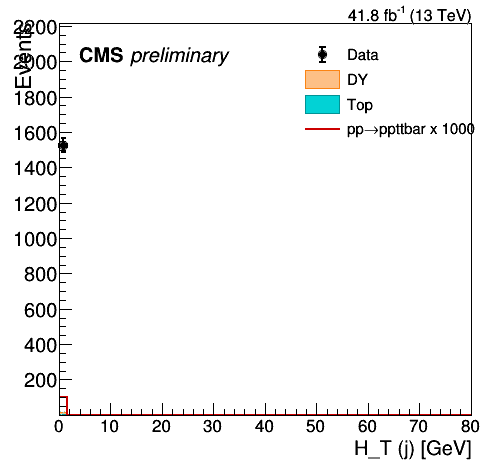 41.8 fb⁻¹ (13 TeV)
Events
CMS preliminary
Data
DY
Top
pp→ppttbar x 1000
2200
2000
1800
1600
1400
1200
1000
800
600
400
200
0 10 20 30 40 50 60 70 80
H_T (j) [GeV]